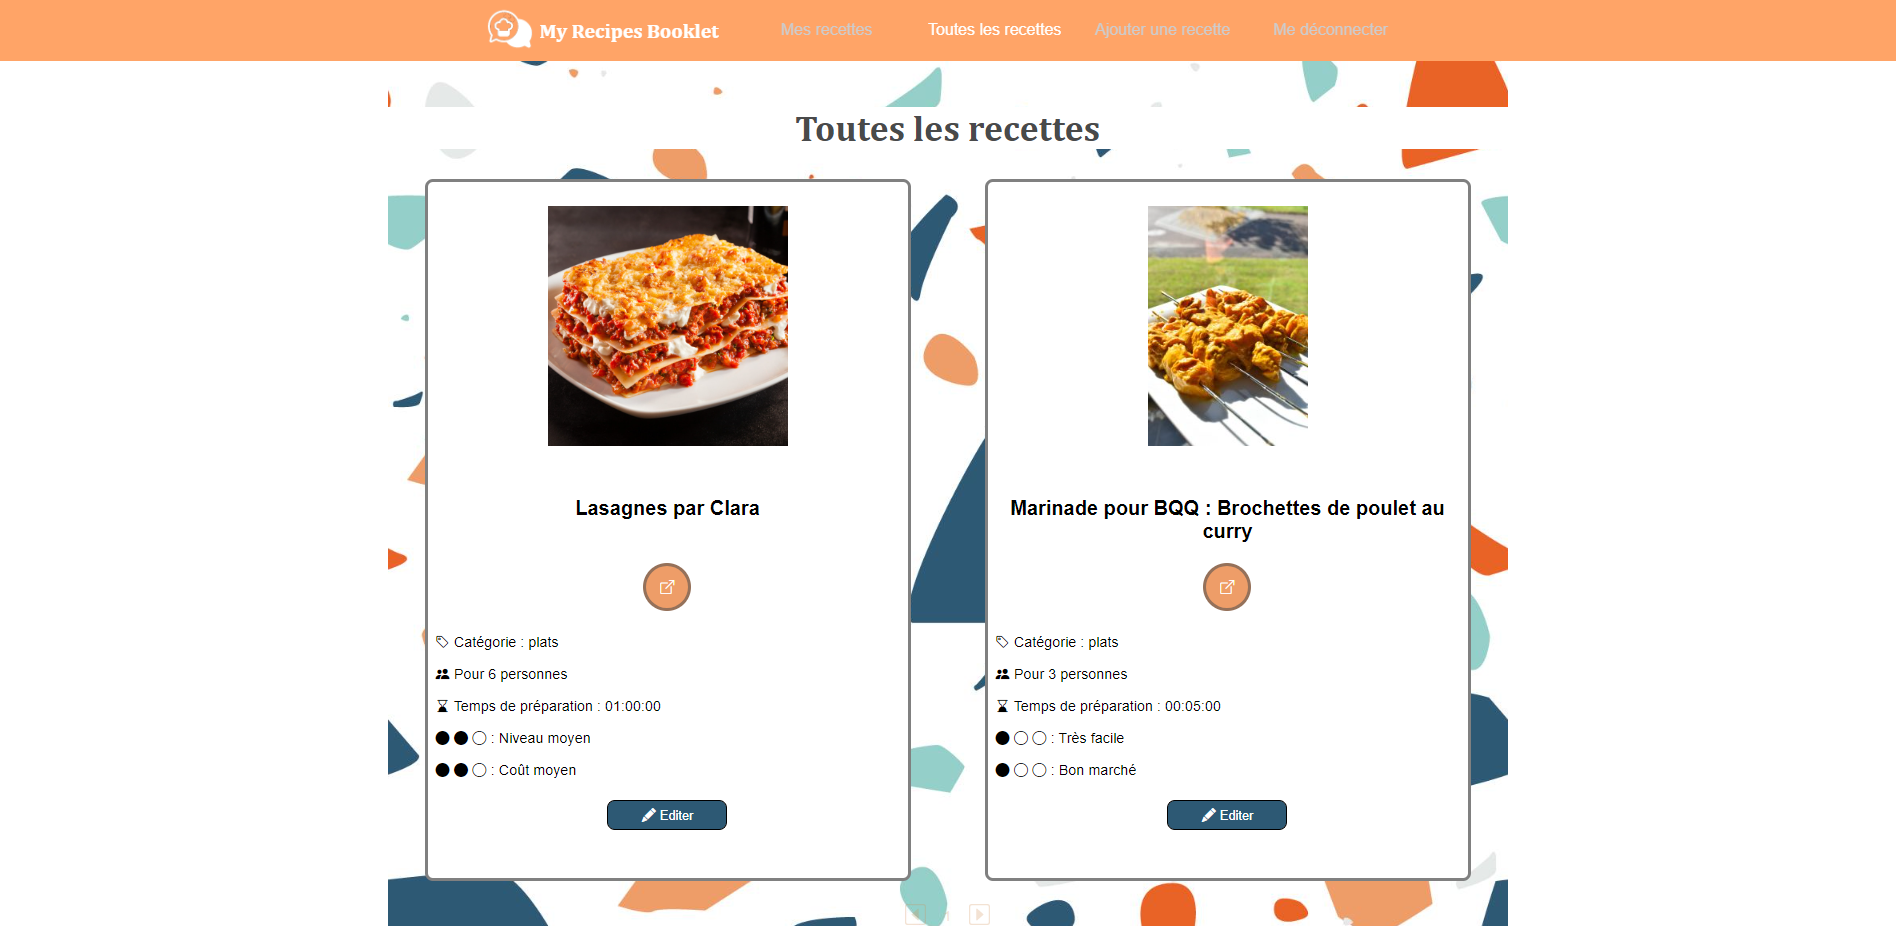 My Recipes Booklet
Mes recettes
Toutes les recettes
Ajouter une recette
Me déconnecter
Toutes les recettes
Lasagnes par Clara
Catégorie : plats
Pour 6 personnes
Temps de préparation : 01:00:00
: Niveau moyen
: Coût moyen
Editer
Marinade pour BQQ : Brochettes de poulet au
curry
Catégorie : plats
Pour 3 personnes
Temps de préparation : 00:05:00
: Très facile
: Bon marché
Editer